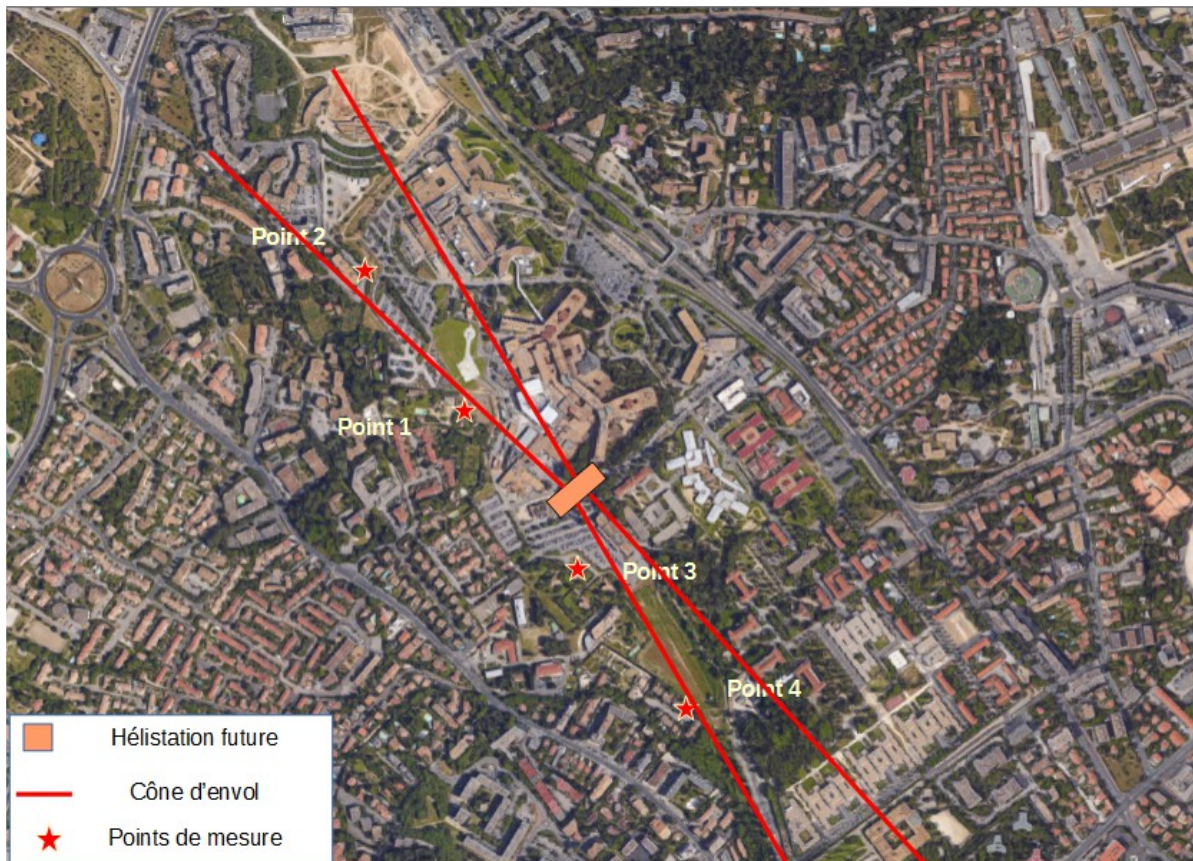 Point 2
Point 1
Point 3
Point 4
Hélistation future
Cône d'envol
Points de mesure